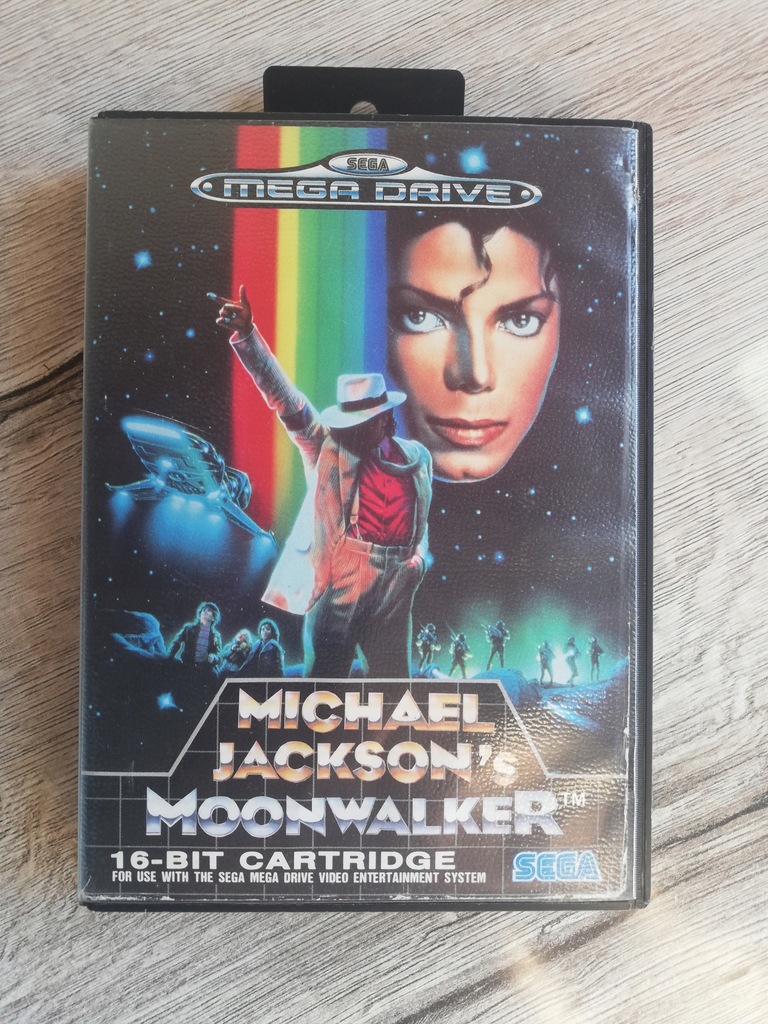 SEGA
MEGA DRIVE
MICHAEL
JACKSON's
MOONWALKER™
16-BIT CARTRIDGE
FOR USE WITH THE SEGA MEGA DRIVE VIDEO ENTERTAINMENT SYSTEM
SEGA